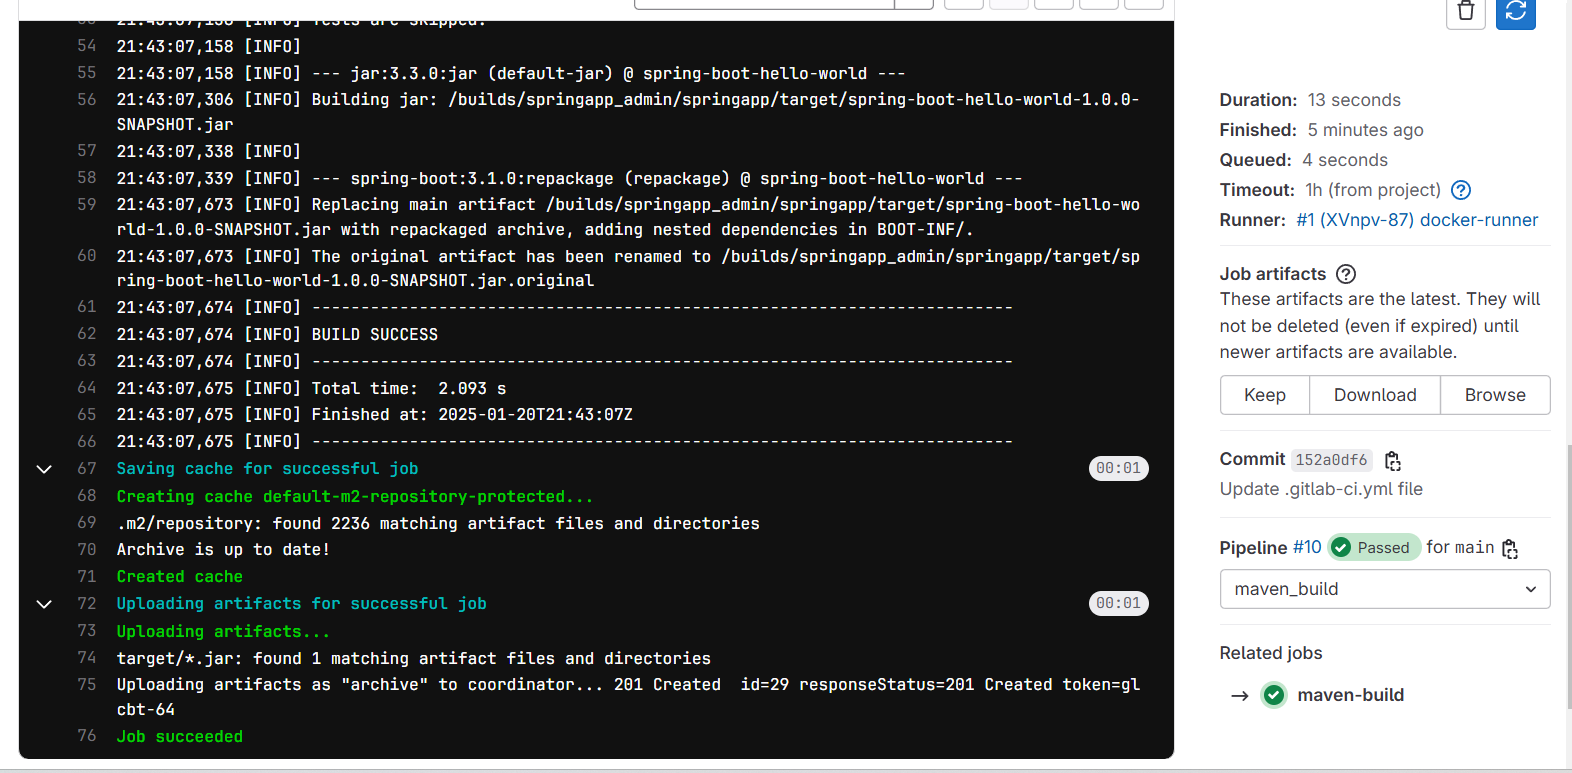 53 21:43:07,158 [INFO] Tests are skipped.
54 21:43:07,158 [INFO]
55 21:43:07,158 [INFO] --- jar:3.3.0:jar (default-jar) @ spring-boot-hello-world ---
56 21:43:07,306 [INFO] Building jar: /builds/springapp_admin/springapp/target/spring-boot-hello-world-1.0.0-
SNAPSHOT.jar
57 21:43:07,338 [INFO]
58 21:43:07,339 [INFO] --- spring-boot:3.1.0:repackage (repackage) @ spring-boot-hello-world ---
59 21:43:07,673 [INFO] Replacing main artifact /builds/springapp_admin/springapp/target/spring-boot-hello-wo
rld-1.0.0-SNAPSHOT.jar with repackaged archive, adding nested dependencies in BOOT-INF/.
60 21:43:07,673 [INFO] The original artifact has been renamed to /builds/springapp_admin/springapp/target/sp
ring-boot-hello-world-1.0.0-SNAPSHOT.jar.original
61 21:43:07,674 [INFO] ------------------------------------------------------------------------
62 21:43:07,674 [INFO] BUILD SUCCESS
63 21:43:07,674 [INFO] ------------------------------------------------------------------------
64 21:43:07,675 [INFO] Total time:  2.093 s
65 21:43:07,675 [INFO] Finished at: 2025-01-20T21:43:07Z
66 21:43:07,675 [INFO] ------------------------------------------------------------------------
67 Saving cache for successful job 00:01
68 Creating cache default-m2-repository-protected...
69 .m2/repository: found 2236 matching artifact files and directories
70 Archive is up to date!
71 Created cache
72 Uploading artifacts for successful job 00:01
73 Uploading artifacts...
74 target/*.jar: found 1 matching artifact files and directories
75 Uploading artifacts as "archive" to coordinator... 201 Created  id=29 responseStatus=201 Created token=gl
cbt-64
76 Job succeeded
Duration: 13 seconds
Finished: 5 minutes ago
Queued: 4 seconds
Timeout: 1h (from project)
Runner: #1 (XVnpv-87) docker-runner
Job artifacts
These artifacts are the latest. They will
not be deleted (even if expired) until
newer artifacts are available.
Keep Download Browse
Commit 152a0df6
Update .gitlab-ci.yml file
Pipeline #10 Passed for main
maven_build
Related jobs
→ maven-build